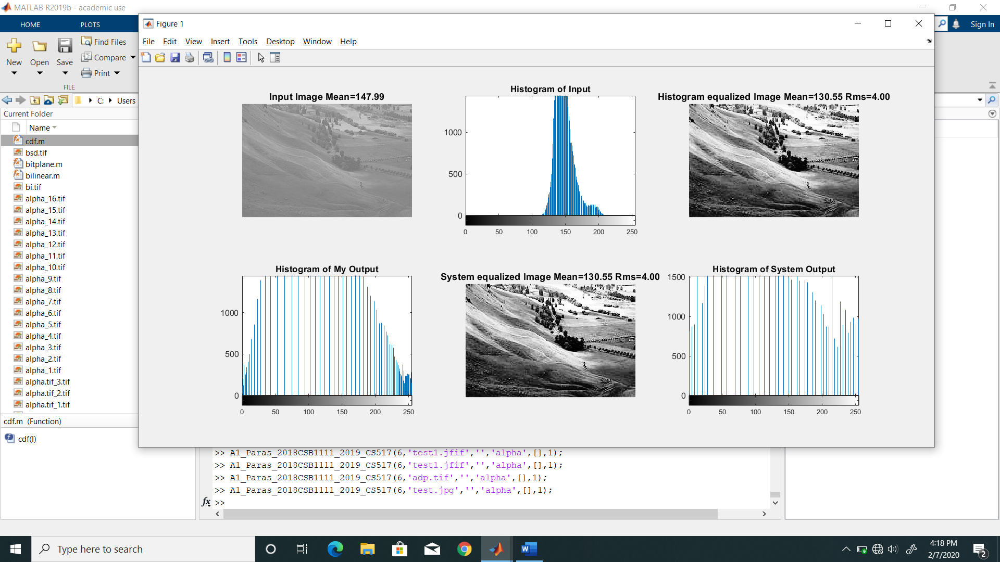 MATLAB R2019b - academic use
HOME PLOTS
Sign In
New
Open
Save
Find Files
Compare
Print
FILE
C: Users
Current Folder
Name
cdf.m
bsd.tif
bitplane.m
bilinear.m
bi.tif
alpha_16.tif
alpha_15.tif
alpha_14.tif
alpha_13.tif
alpha_12.tif
alpha_11.tif
alpha_10.tif
alpha_9.tif
alpha_8.tif
alpha_7.tif
alpha_6.tif
alpha_5.tif
alpha_4.tif
alpha_3.tif
alpha_2.tif
alpha_1.tif
alpha.tif_3.tif
alpha.tif_2.tif
alpha.tif_1.tif
cdf.m (Function)
cdf(I)
Figure 1
File Edit View Insert Tools Desktop Window Help
Input Image Mean=147.99
Histogram of Input
1000
500
0
0 50 100 150 200 250
Histogram equalized Image Mean=130.55 Rms=4.00
Histogram of My Output
1000
500
0
0 50 100 150 200 250
System equalized Image Mean=130.55 Rms=4.00
Histogram of System Output
1500
1000
500
0
0 50 100 150 200 250
>> A1_Paras_2018CSB1111_2019_CS517(6,'test1.jfif','','alpha',[],1);
>> A1_Paras_2018CSB1111_2019_CS517(6,'test1.jfif','','alpha',[],1);
>> A1_Paras_2018CSB1111_2019_CS517(6,'adp.tif','','alpha',[],1);
>> A1_Paras_2018CSB1111_2019_CS517(6,'test.jpg','','alpha',[],1);
fx >>
Type here to search
4:18 PM
2/7/2020
2